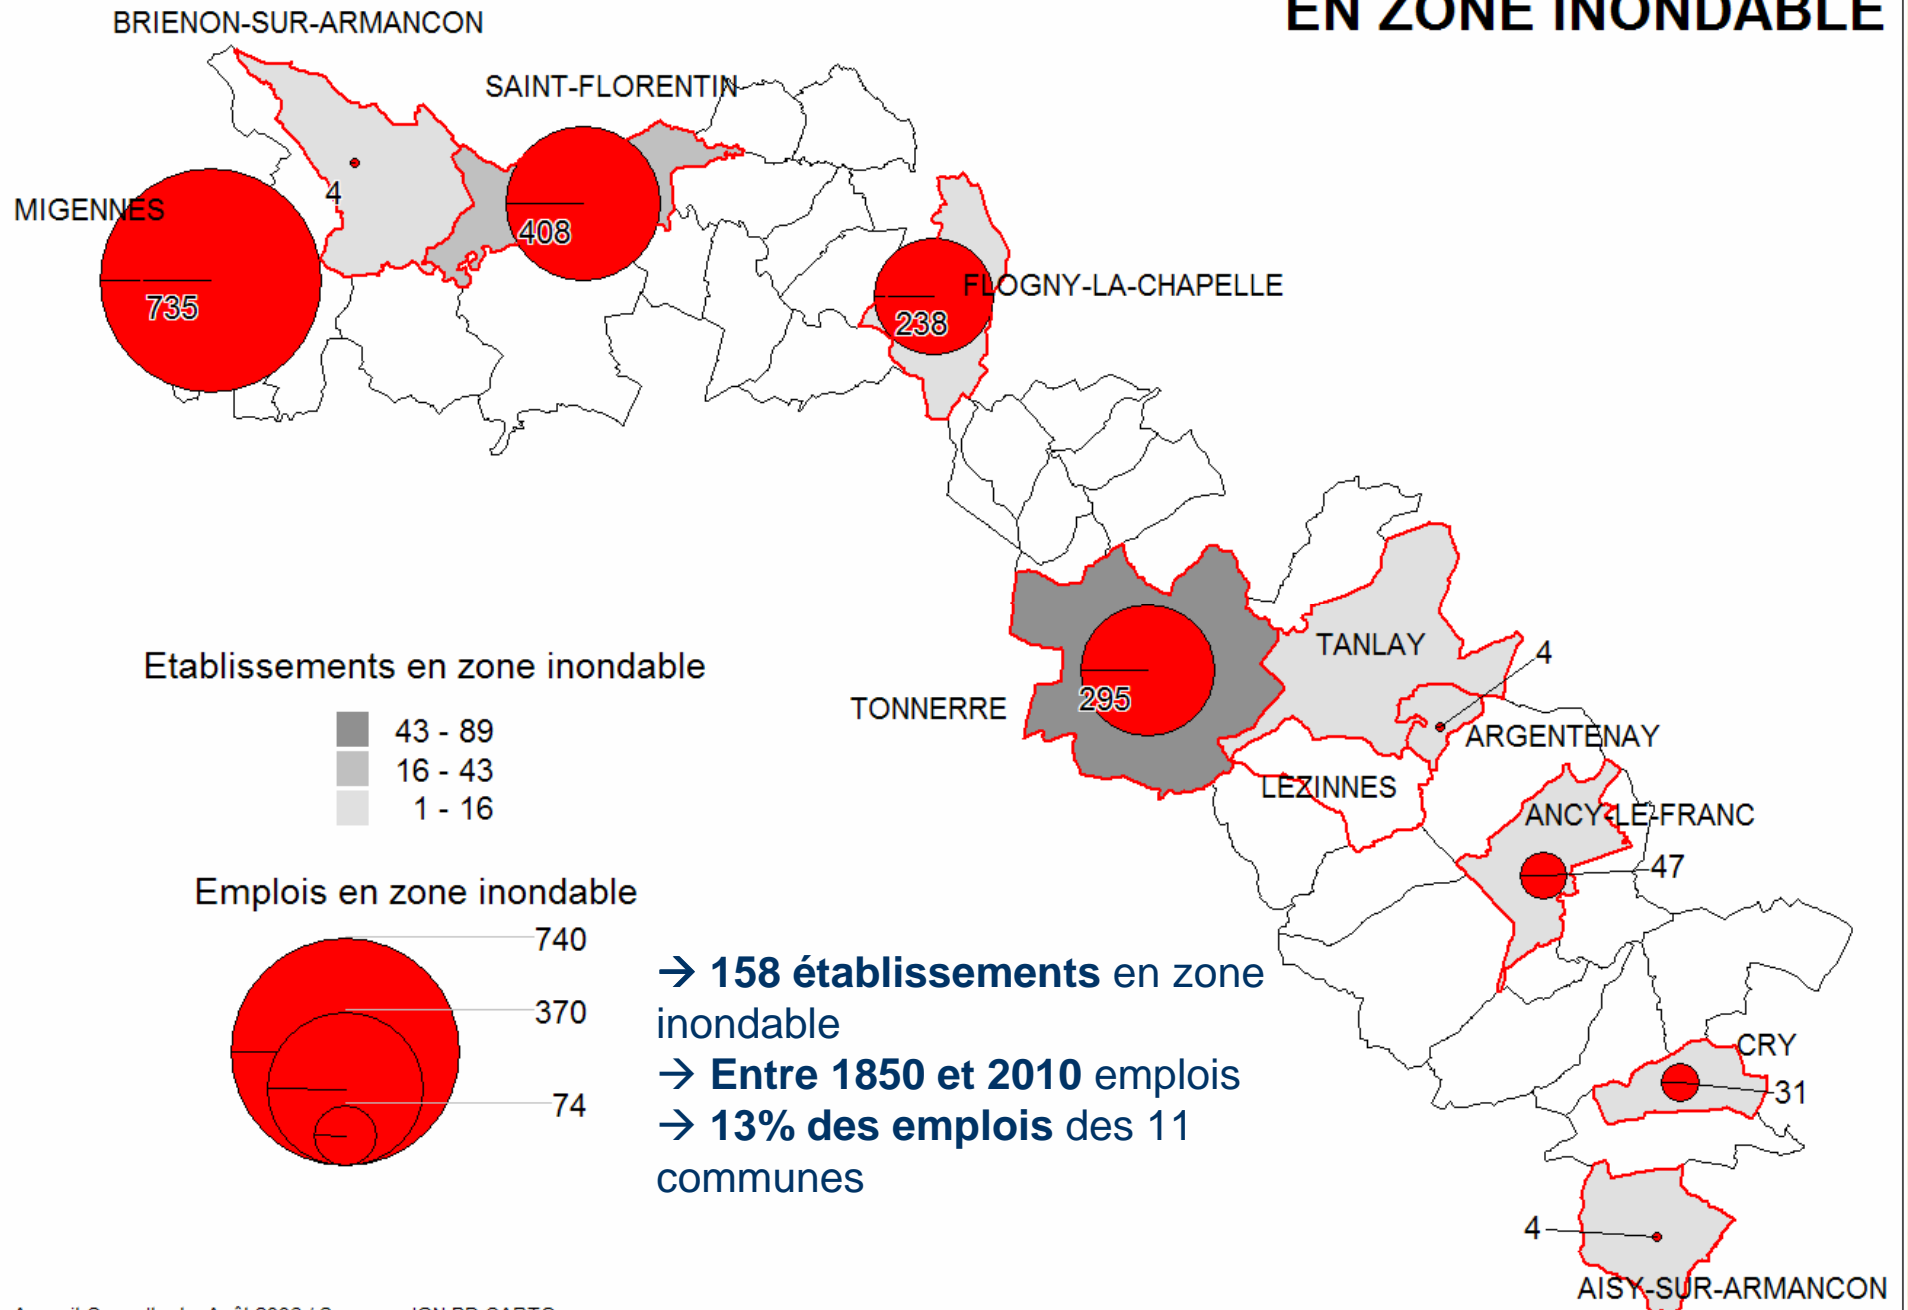 EN ZONE INONDABLE
BRIENON-SUR-ARMANCON
SAINT-FLORENTIN
4
MIGENNES
408
735
FLOGNY-LA-CHAPELLE
238
TANLAY
4
295
TONNERRE
ARGENTENAY
LEZINNES
ANCY-LE-FRANC
47
Etablissements en zone inondable
43 - 89
16 - 43
1 - 16
Emplois en zone inondable
740
370
74
→ 158 établissements en zone
inondable
→ Entre 1850 et 2010 emplois
→ 13% des emplois des 11
communes
CRY
31
4
AISY-SUR-ARMANCON